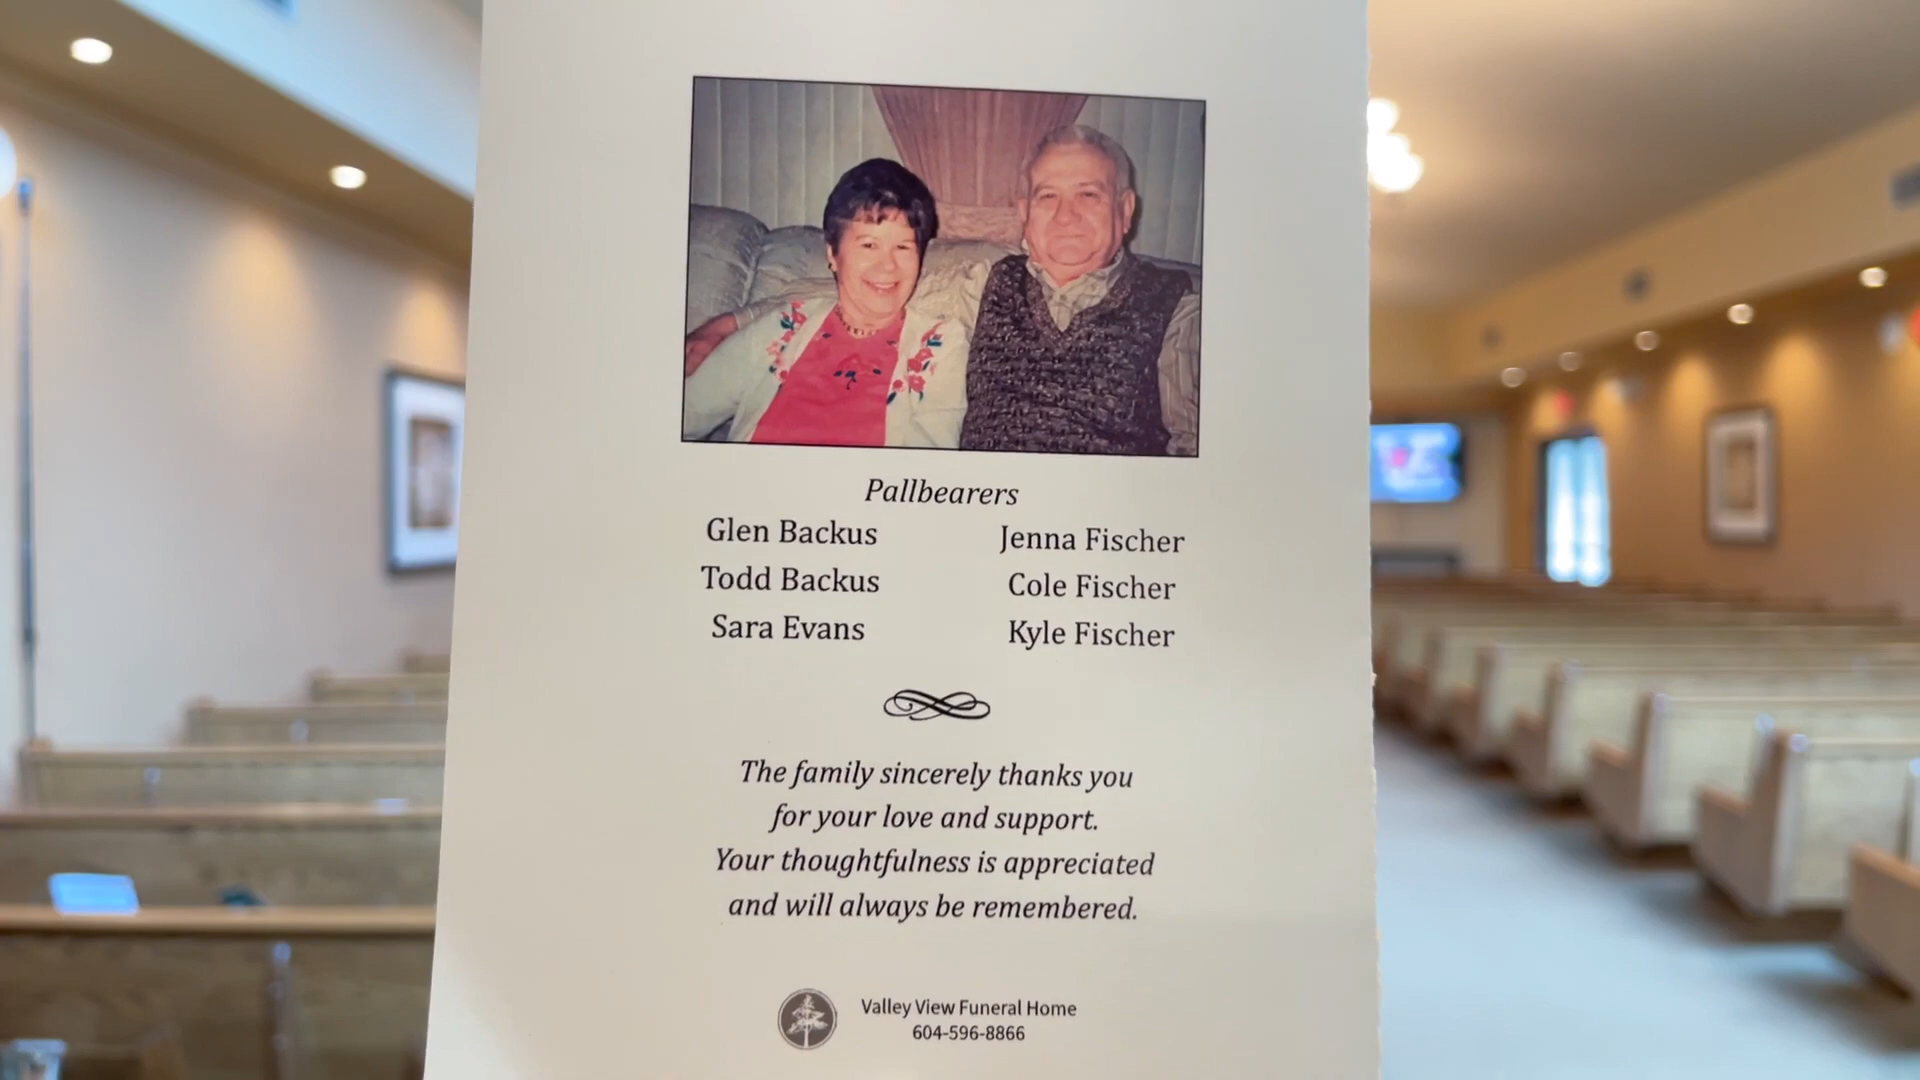 Pallbearers
Glen Backus
Jenna Fischer
Todd Backus
Cole Fischer
Sara Evans
Kyle Fischer
The family sincerely thanks you
for your love and support.
Your thoughtfulness is appreciated
and will always be remembered.
Valley View Funeral Home
604-596-8866